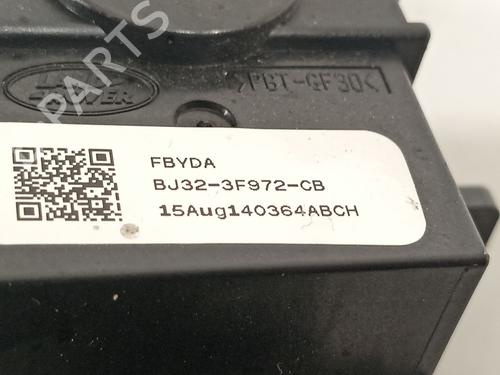 PARTS
LAND
ROVER
>PBT-GF30<
FBYDA
BJ32-3F972-CB
15Aug140364ABCH